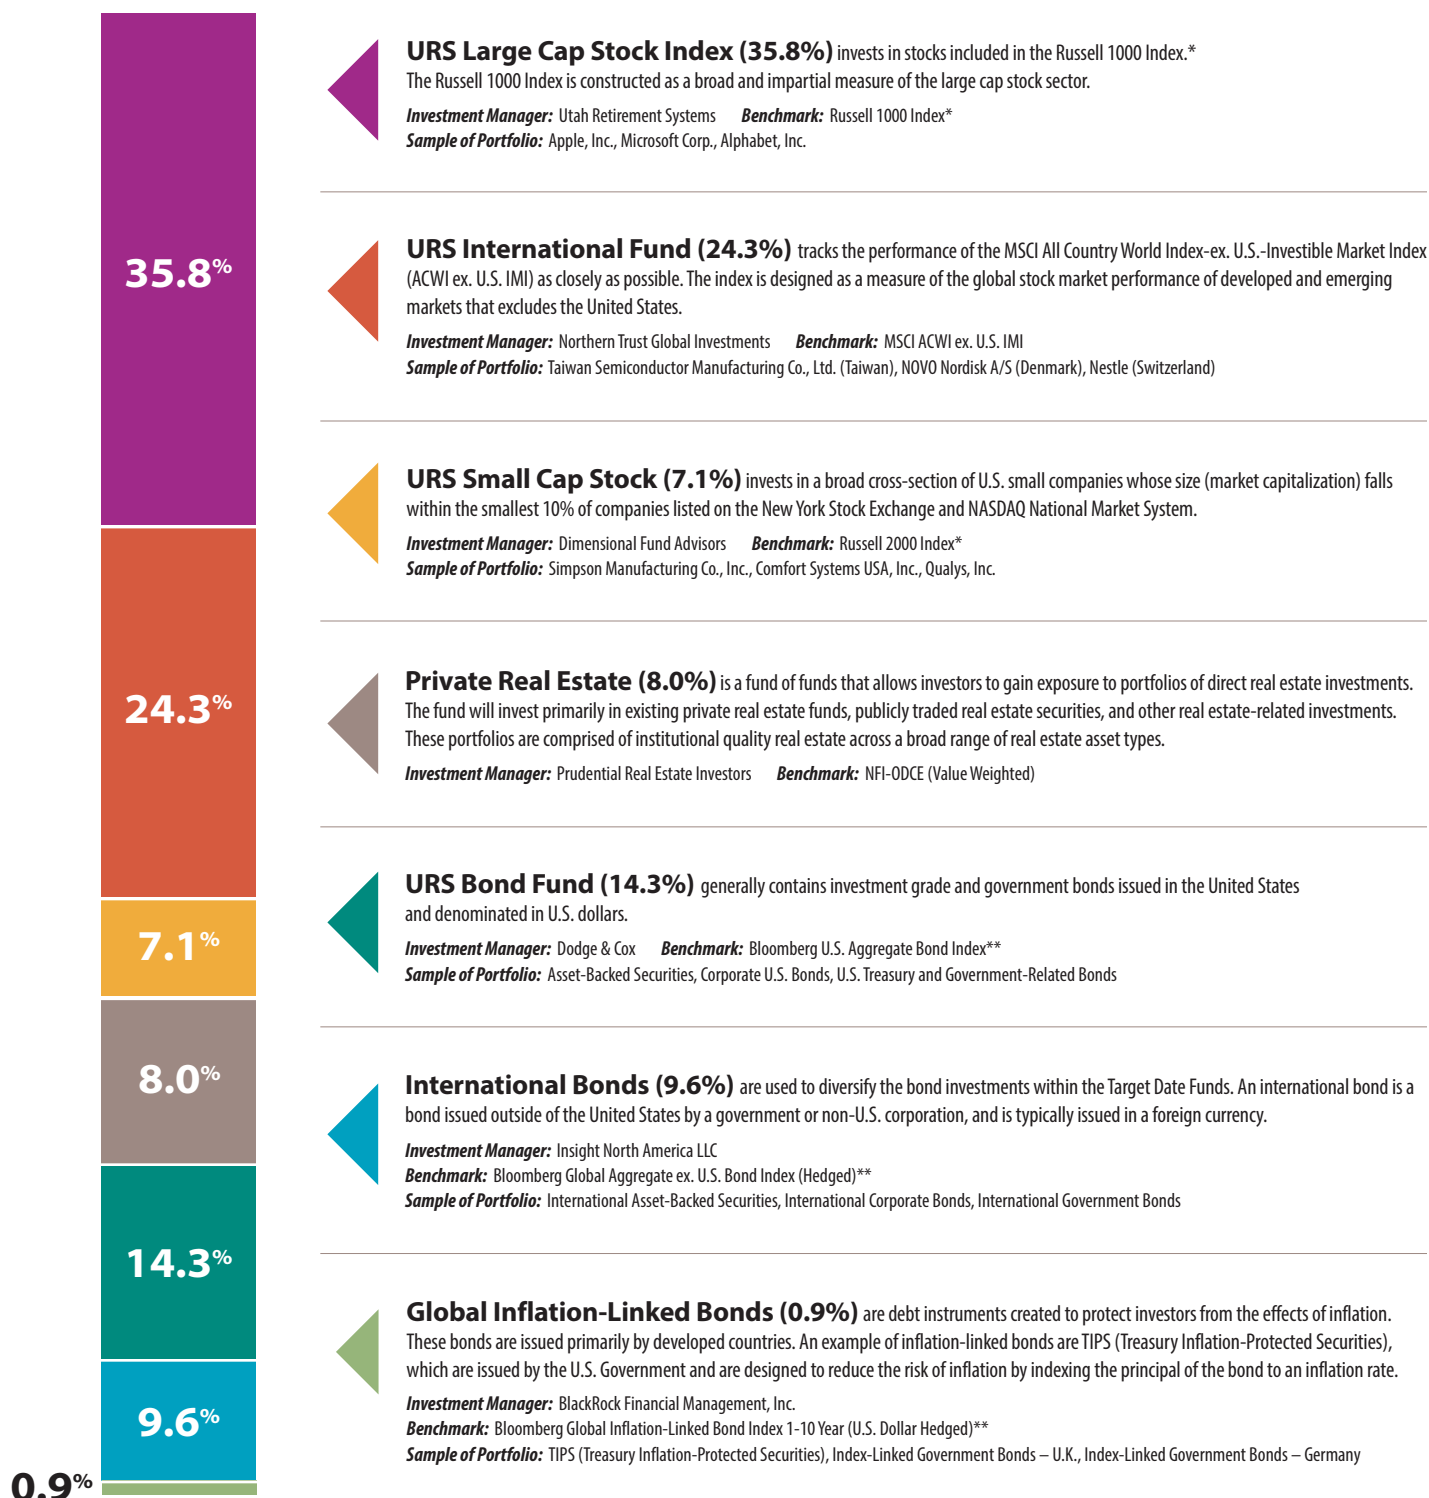 35.8%
24.3%
7.1%
8.0%
14.3%
9.6%
0.9%
URS Large Cap Stock Index (35.8%) invests in stocks included in the Russell 1000 Index.*
The Russell 1000 Index is constructed as a broad and impartial measure of the large cap stock sector.
Investment Manager: Utah Retirement Systems Benchmark: Russell 1000 Index*
Sample of Portfolio: Apple, Inc., Microsoft Corp., Alphabet, Inc.
URS International Fund (24.3%) tracks the performance of the MSCI All Country World Index-ex. U.S.-Investible Market Index
(ACWI ex. U.S. IMI) as closely as possible. The index is designed as a measure of the global stock market performance of developed and emerging
markets that excludes the United States.
Investment Manager: Northern Trust Global Investments Benchmark: MSCI ACWI ex. U.S. IMI
Sample of Portfolio: Taiwan Semiconductor Manufacturing Co., Ltd. (Taiwan), NOVO Nordisk A/S (Denmark), Nestle (Switzerland)
URS Small Cap Stock (7.1%) invests in a broad cross-section of U.S. small companies whose size (market capitalization) falls
within the smallest 10% of companies listed on the New York Stock Exchange and NASDAQ National Market System.
Investment Manager: Dimensional Fund Advisors Benchmark: Russell 2000 Index*
Sample of Portfolio: Simpson Manufacturing Co., Inc., Comfort Systems USA, Inc., Qualys, Inc.
Private Real Estate (8.0%) is a fund of funds that allows investors to gain exposure to portfolios of direct real estate investments.
The fund will invest primarily in existing private real estate funds, publicly traded real estate securities, and other real estate-related investments.
These portfolios are comprised of institutional quality real estate across a broad range of real estate asset types.
Investment Manager: Prudential Real Estate Investors Benchmark: NFI-ODCE (Value Weighted)
URS Bond Fund (14.3%) generally contains investment grade and government bonds issued in the United States
and denominated in U.S. dollars.
Investment Manager: Dodge & Cox Benchmark: Bloomberg U.S. Aggregate Bond Index**
Sample of Portfolio: Asset-Backed Securities, Corporate U.S. Bonds, U.S. Treasury and Government-Related Bonds
International Bonds (9.6%) are used to diversify the bond investments within the Target Date Funds. An international bond is a
bond issued outside of the United States by a government or non-U.S. corporation, and is typically issued in a foreign currency.
Investment Manager: Insight North America LLC
Benchmark: Bloomberg Global Aggregate ex. U.S. Bond Index (Hedged)**
Sample of Portfolio: International Asset-Backed Securities, International Corporate Bonds, International Government Bonds
Global Inflation-Linked Bonds (0.9%) are debt instruments created to protect investors from the effects of inflation.
These bonds are issued primarily by developed countries. An example of inflation-linked bonds are TIPS (Treasury Inflation-Protected Securities),
which are issued by the U.S. Government and are designed to reduce the risk of inflation by indexing the principal of the bond to an inflation rate.
Investment Manager: BlackRock Financial Management, Inc.
Benchmark: Bloomberg Global Inflation-Linked Bond Index 1-10 Year (U.S. Dollar Hedged)**
Sample of Portfolio: TIPS (Treasury Inflation-Protected Securities), Index-Linked Government Bonds – U.K., Index-Linked Government Bonds – Germany